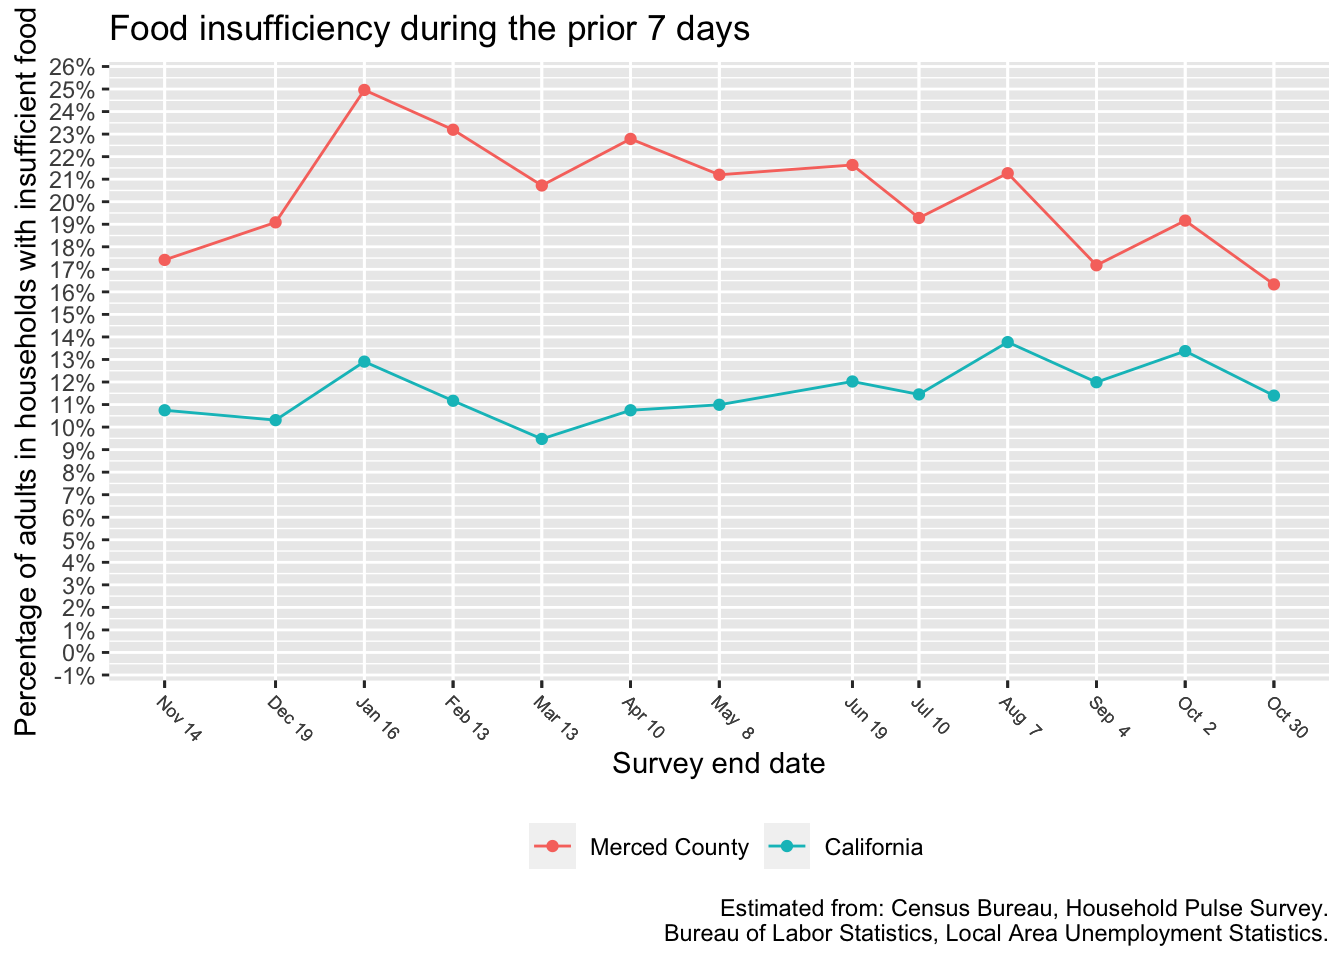 Food insufficiency during the prior 7 days
Percentage of adults in households with insufficient food
26%
25%
24%
23%
22%
21%
20%
19%
18%
17%
16%
15%
14%
13%
12%
11%
10%
9%
8%
7%
6%
5%
4%
3%
2%
1%
0%
-1%
Nov 14
Dec 19
Jan 16
Feb 13
Mar 13
Apr 10
May 8
Jun 19
Jul 10
Aug 7
Sep 4
Oct 2
Oct 30
Survey end date
Merced County
California
Estimated from: Census Bureau, Household Pulse Survey.
Bureau of Labor Statistics, Local Area Unemployment Statistics.